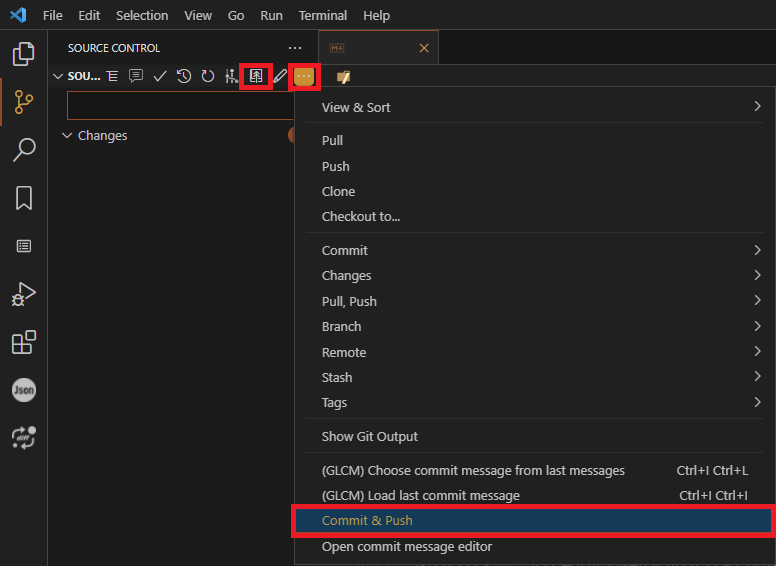 File Edit Selection View Go Run Terminal Help
SOURCE CONTROL
SOU...
Changes
View & Sort
Pull
Push
Clone
Checkout to...
Commit
Changes
Pull, Push
Branch
Remote
Stash
Tags
Show Git Output
(GLCM) Choose commit message from last messages Ctrl+I Ctrl+L
(GLCM) Load last commit message Ctrl+I Ctrl+I
Commit & Push
Open commit message editor
Json
diff